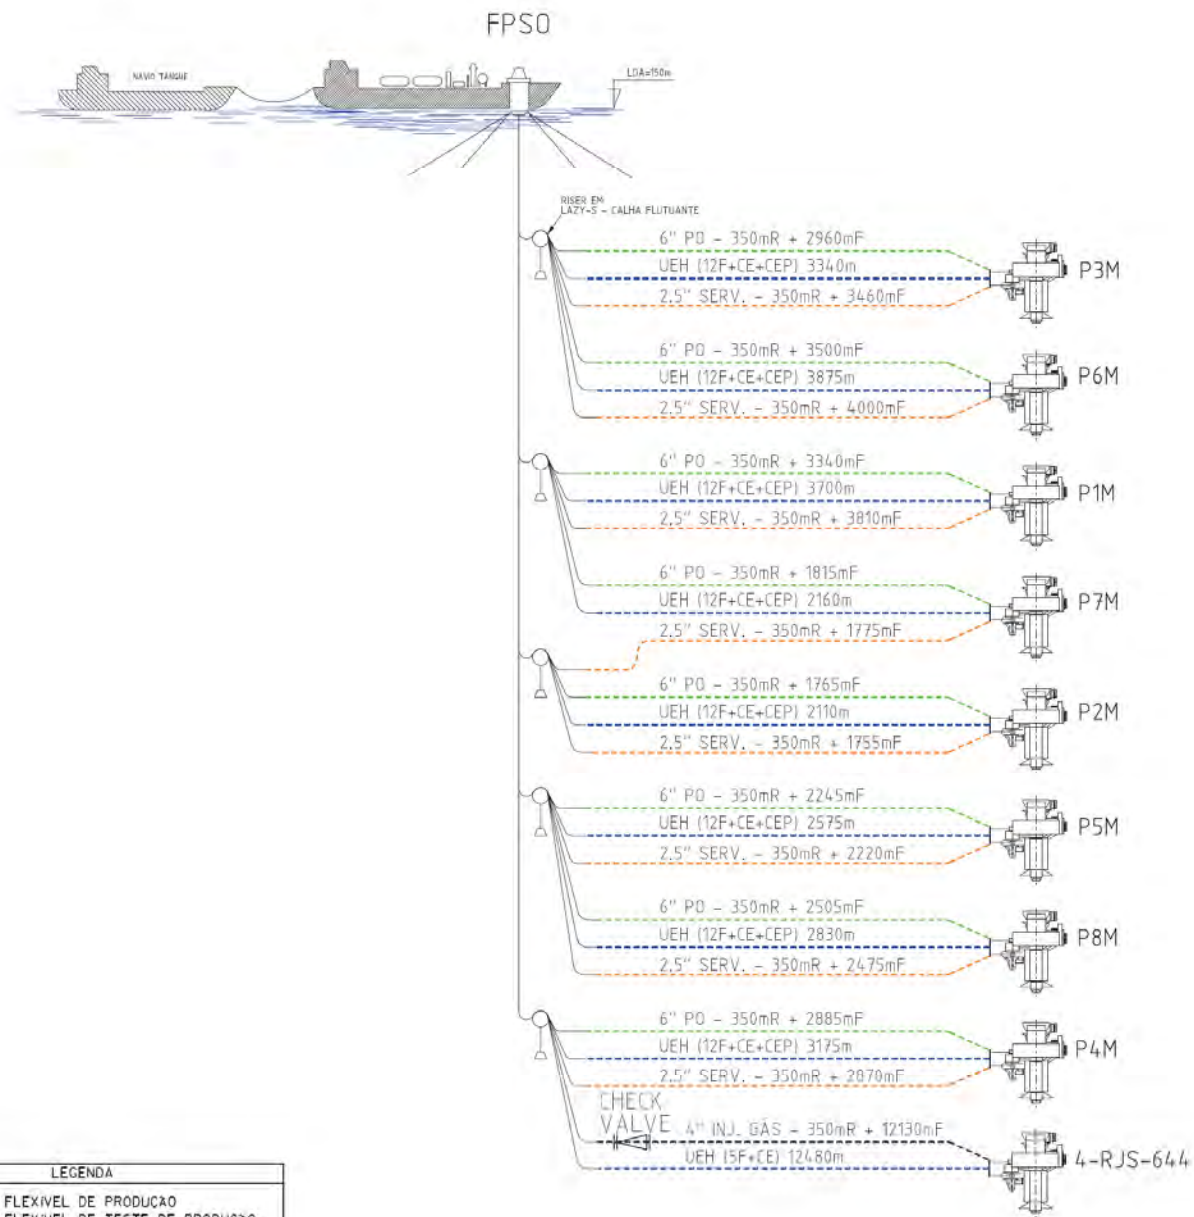 FPSO
NAVIO TANQUE
LDA=150m
RISER EM
LAZY-S - CALHA FLUTUANTE
6" PO - 350mR + 2960mF
UEH (12F+CE+CEP) 3340m
2.5" SERV. - 350mR + 3460mF
P3M
6" PO - 350mR + 3500mF
UEH (12F+CE+CEP) 3875m
2.5" SERV. - 350mR + 4000mF
P6M
6" PO - 350mR + 3340mF
UEH (12F+CE+CEP) 3700m
2.5" SERV. - 350mR + 3810mF
P1M
6" PO - 350mR + 1815mF
UEH (12F+CE+CEP) 2160m
2.5" SERV. - 350mR + 1775mF
P7M
6" PO - 350mR + 1765mF
UEH (12F+CE+CEP) 2110m
2.5" SERV. - 350mR + 1755mF
P2M
6" PO - 350mR + 2245mF
UEH (12F+CE+CEP) 2575m
2.5" SERV. - 350mR + 2220mF
P5M
6" PO - 350mR + 2505mF
UEH (12F+CE+CEP) 2830m
2.5" SERV. - 350mR + 2475mF
P8M
6" PO - 350mR + 2885mF
UEH (12F+CE+CEP) 3175m
2.5" SERV. - 350mR + 2870mF
P4M
CHECK
VALVE
4" INJ. GÁS - 350mR + 12130mF
UEH (5F+CE) 12480m
4-RJS-644
LEGENDA
FLEXIVEL DE PRODUÇÃO
FLEXIVEL DE TESTE DE PRODUÇÃO